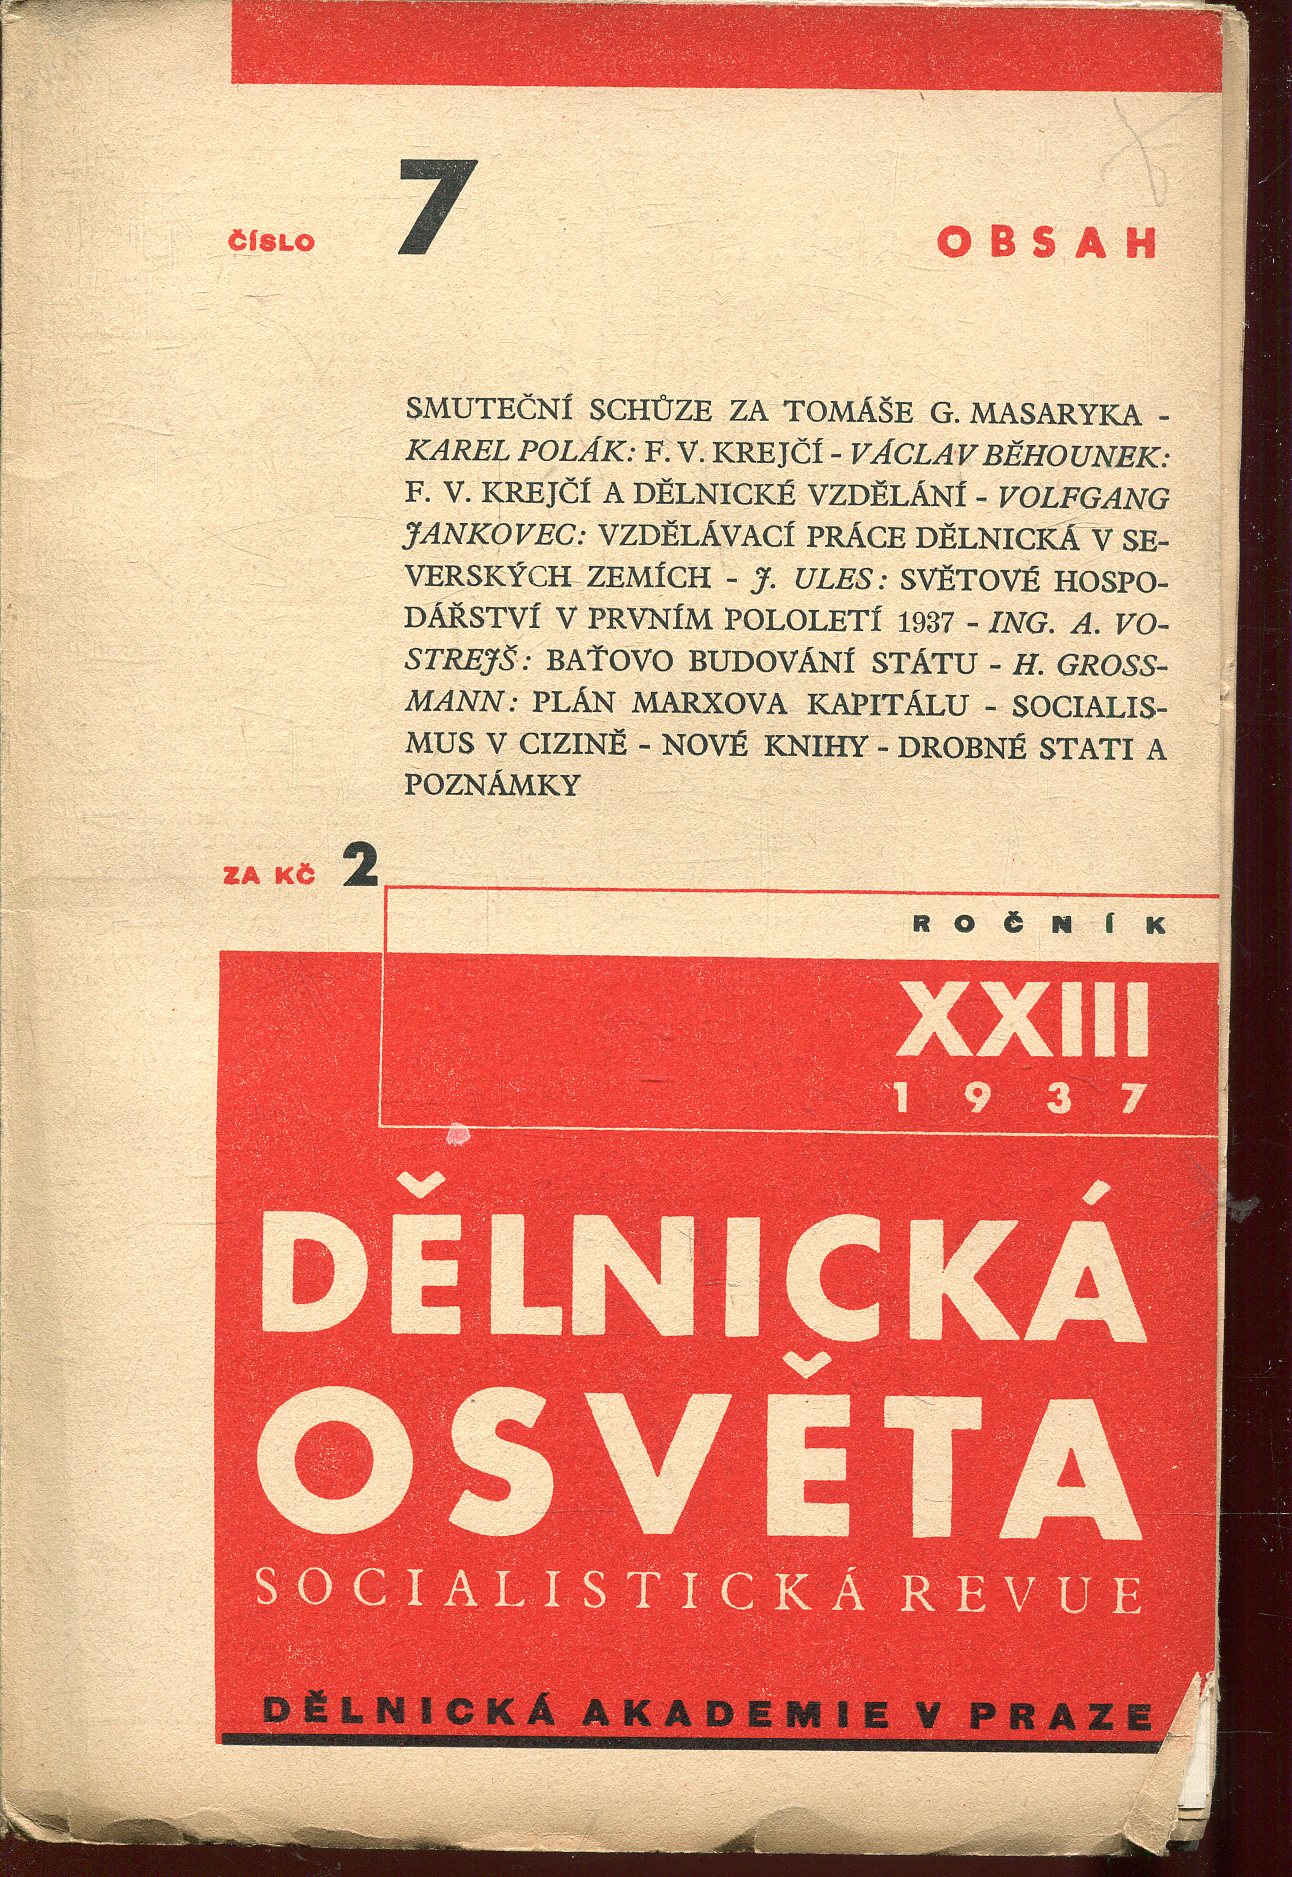 ČÍSLO 7
OBSAH
SMUTEČNÍ SCHŮZE ZA TOMÁŠE G. MASARYKA -
KAREL POLÁK: F. V. KREJČÍ - VÁCLAV BĚHOUNEK:
F. V. KREJČÍ A DĚLNICKÉ VZDĚLÁNÍ - VOLFGANG
JANKOVEC: VZDĚLÁVACÍ PRÁCE DĚLNICKÁ V SE-
VERSKÝCH ZEMÍCH - J. ULES: SVĚTOVÉ HOSPO-
DÁŘSTVÍ V PRVNÍM POLOLETÍ 1937 - ING. A. VO-
STREJŠ: BAŤOVO BUDOVÁNÍ STÁTU - H. GROSS-
MANN: PLÁN MARXOVA KAPITÁLU - SOCIALIS-
MUS V CIZINĚ - NOVÉ KNIHY - DROBNÉ STATI A
POZNÁMKY
ZA KČ 2
ROČNÍK
XXIII
1937
DĚLNICKÁ
OSVĚTA
SOCIALISTICKÁ REVUE
DĚLNICKÁ AKADEMIE V PRAZE